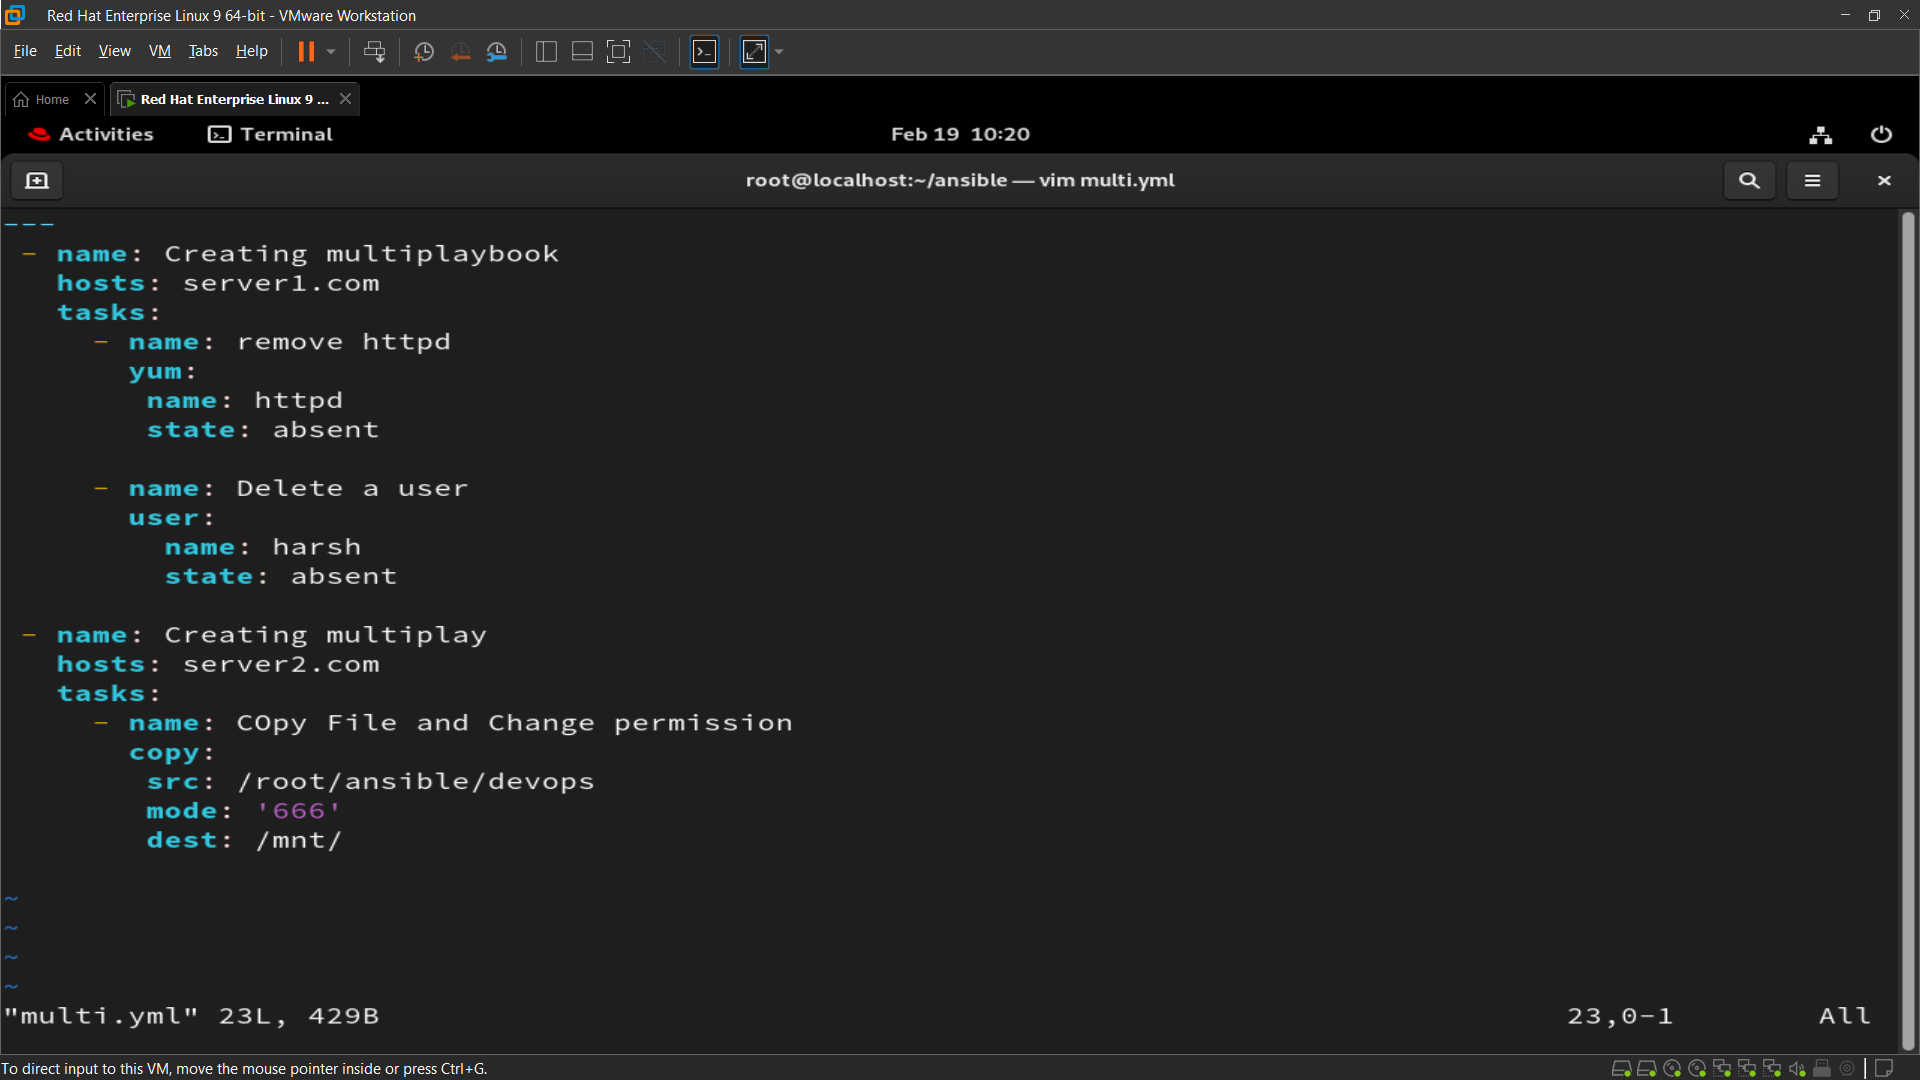 Red Hat Enterprise Linux 9 64-bit - VMware Workstation
File Edit View VM Tabs Help
Home Red Hat Enterprise Linux 9 ...
Activities Terminal Feb 19 10:20
root@localhost:~/ansible — vim multi.yml
---
- name: Creating multiplaybook
hosts: server1.com
tasks:
- name: remove httpd
yum:
name: httpd
state: absent
- name: Delete a user
user:
name: harsh
state: absent
- name: Creating multiplay
hosts: server2.com
tasks:
- name: COpy File and Change permission
copy:
src: /root/ansible/devops
mode: '666'
dest: /mnt/
~
~
~
~
"multi.yml" 23L, 429B 23,0-1 All
To direct input to this VM, move the mouse pointer inside or press Ctrl+G.